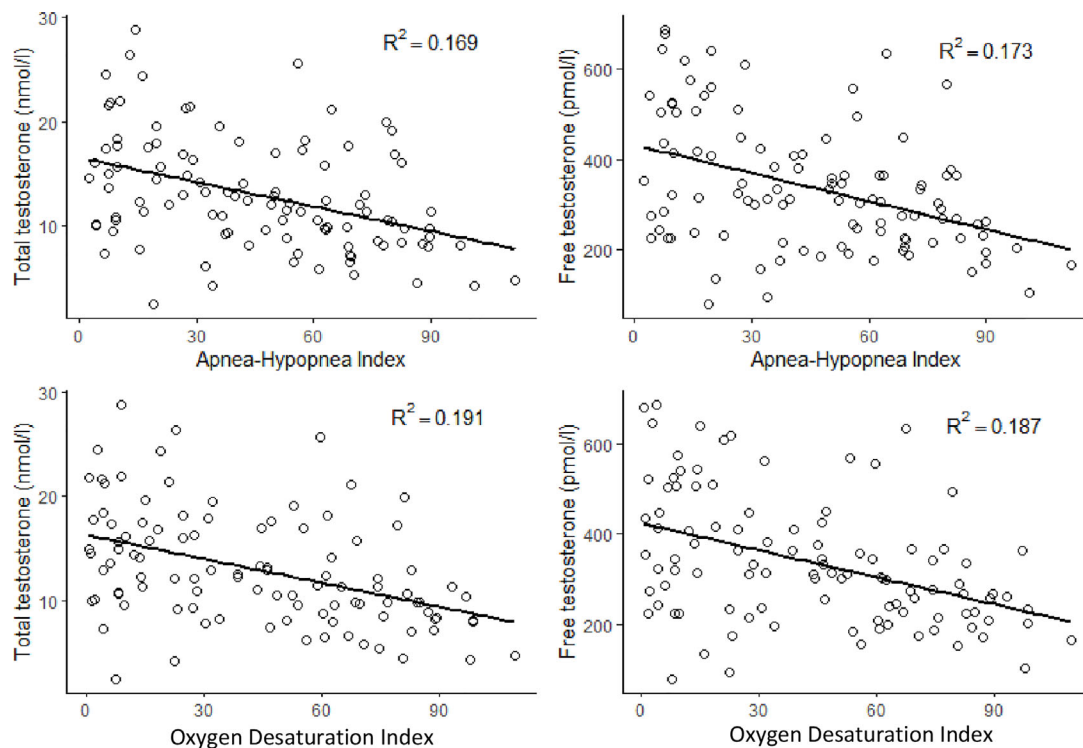 Total testosterone (nmol/l)
30
20
10
R² = 0.169
0 30 60 90
Apnea-Hypopnea Index
Free testosterone (pmol/l)
600
400
200
R² = 0.173
0 30 60 90
Apnea-Hypopnea Index
Total testosterone (nmol/l)
30
20
10
R² = 0.191
0 30 60 90
Oxygen Desaturation Index
Free testosterone (pmol/l)
600
400
200
R² = 0.187
0 30 60 90
Oxygen Desaturation Index